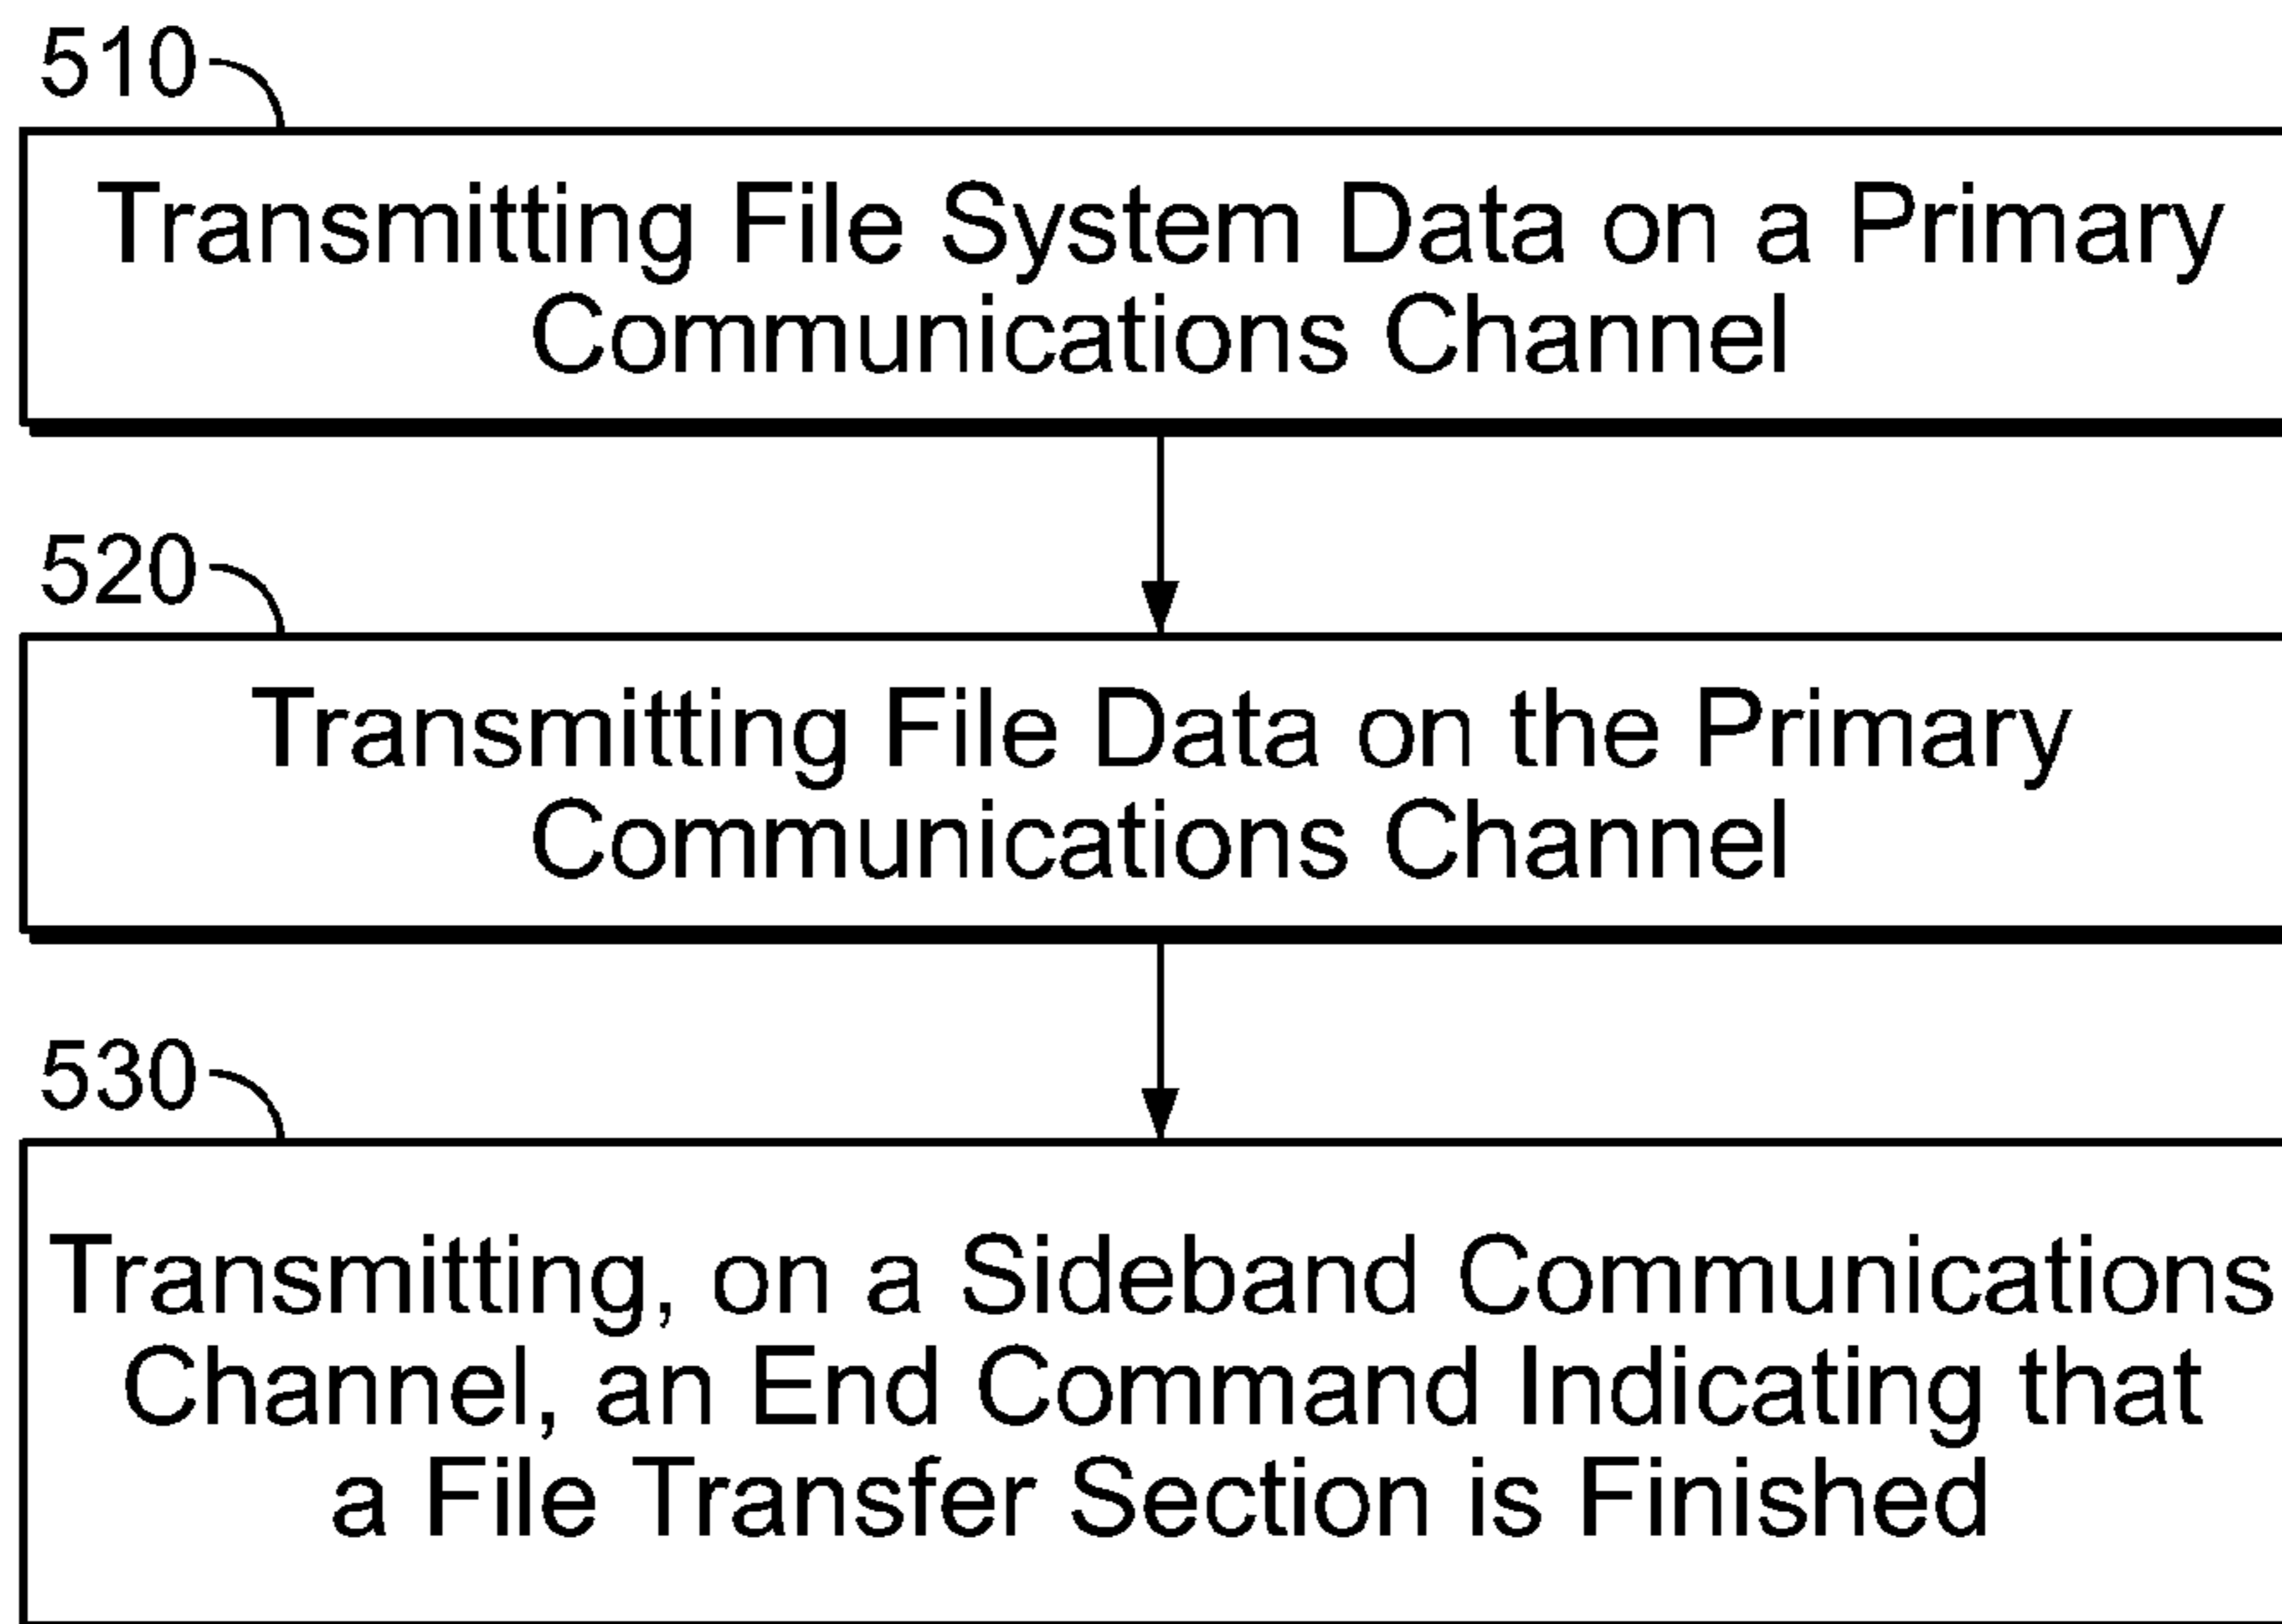 510
Transmitting File System Data on a Primary
Communications Channel
520
Transmitting File Data on the Primary
Communications Channel
530
Transmitting, on a Sideband Communications
Channel, an End Command Indicating that
a File Transfer Section is Finished